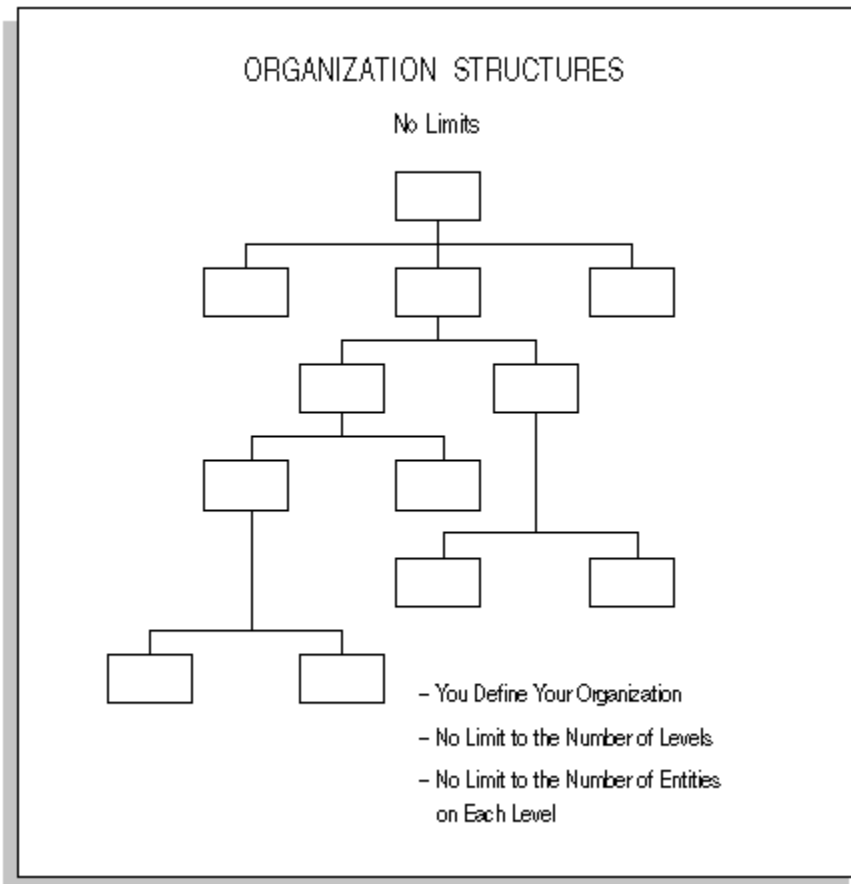 ORGANIZATION STRUCTURES
No Limits
– You Define Your Organization
– No Limit to the Number of Levels
– No Limit to the Number of Entities
on Each Level